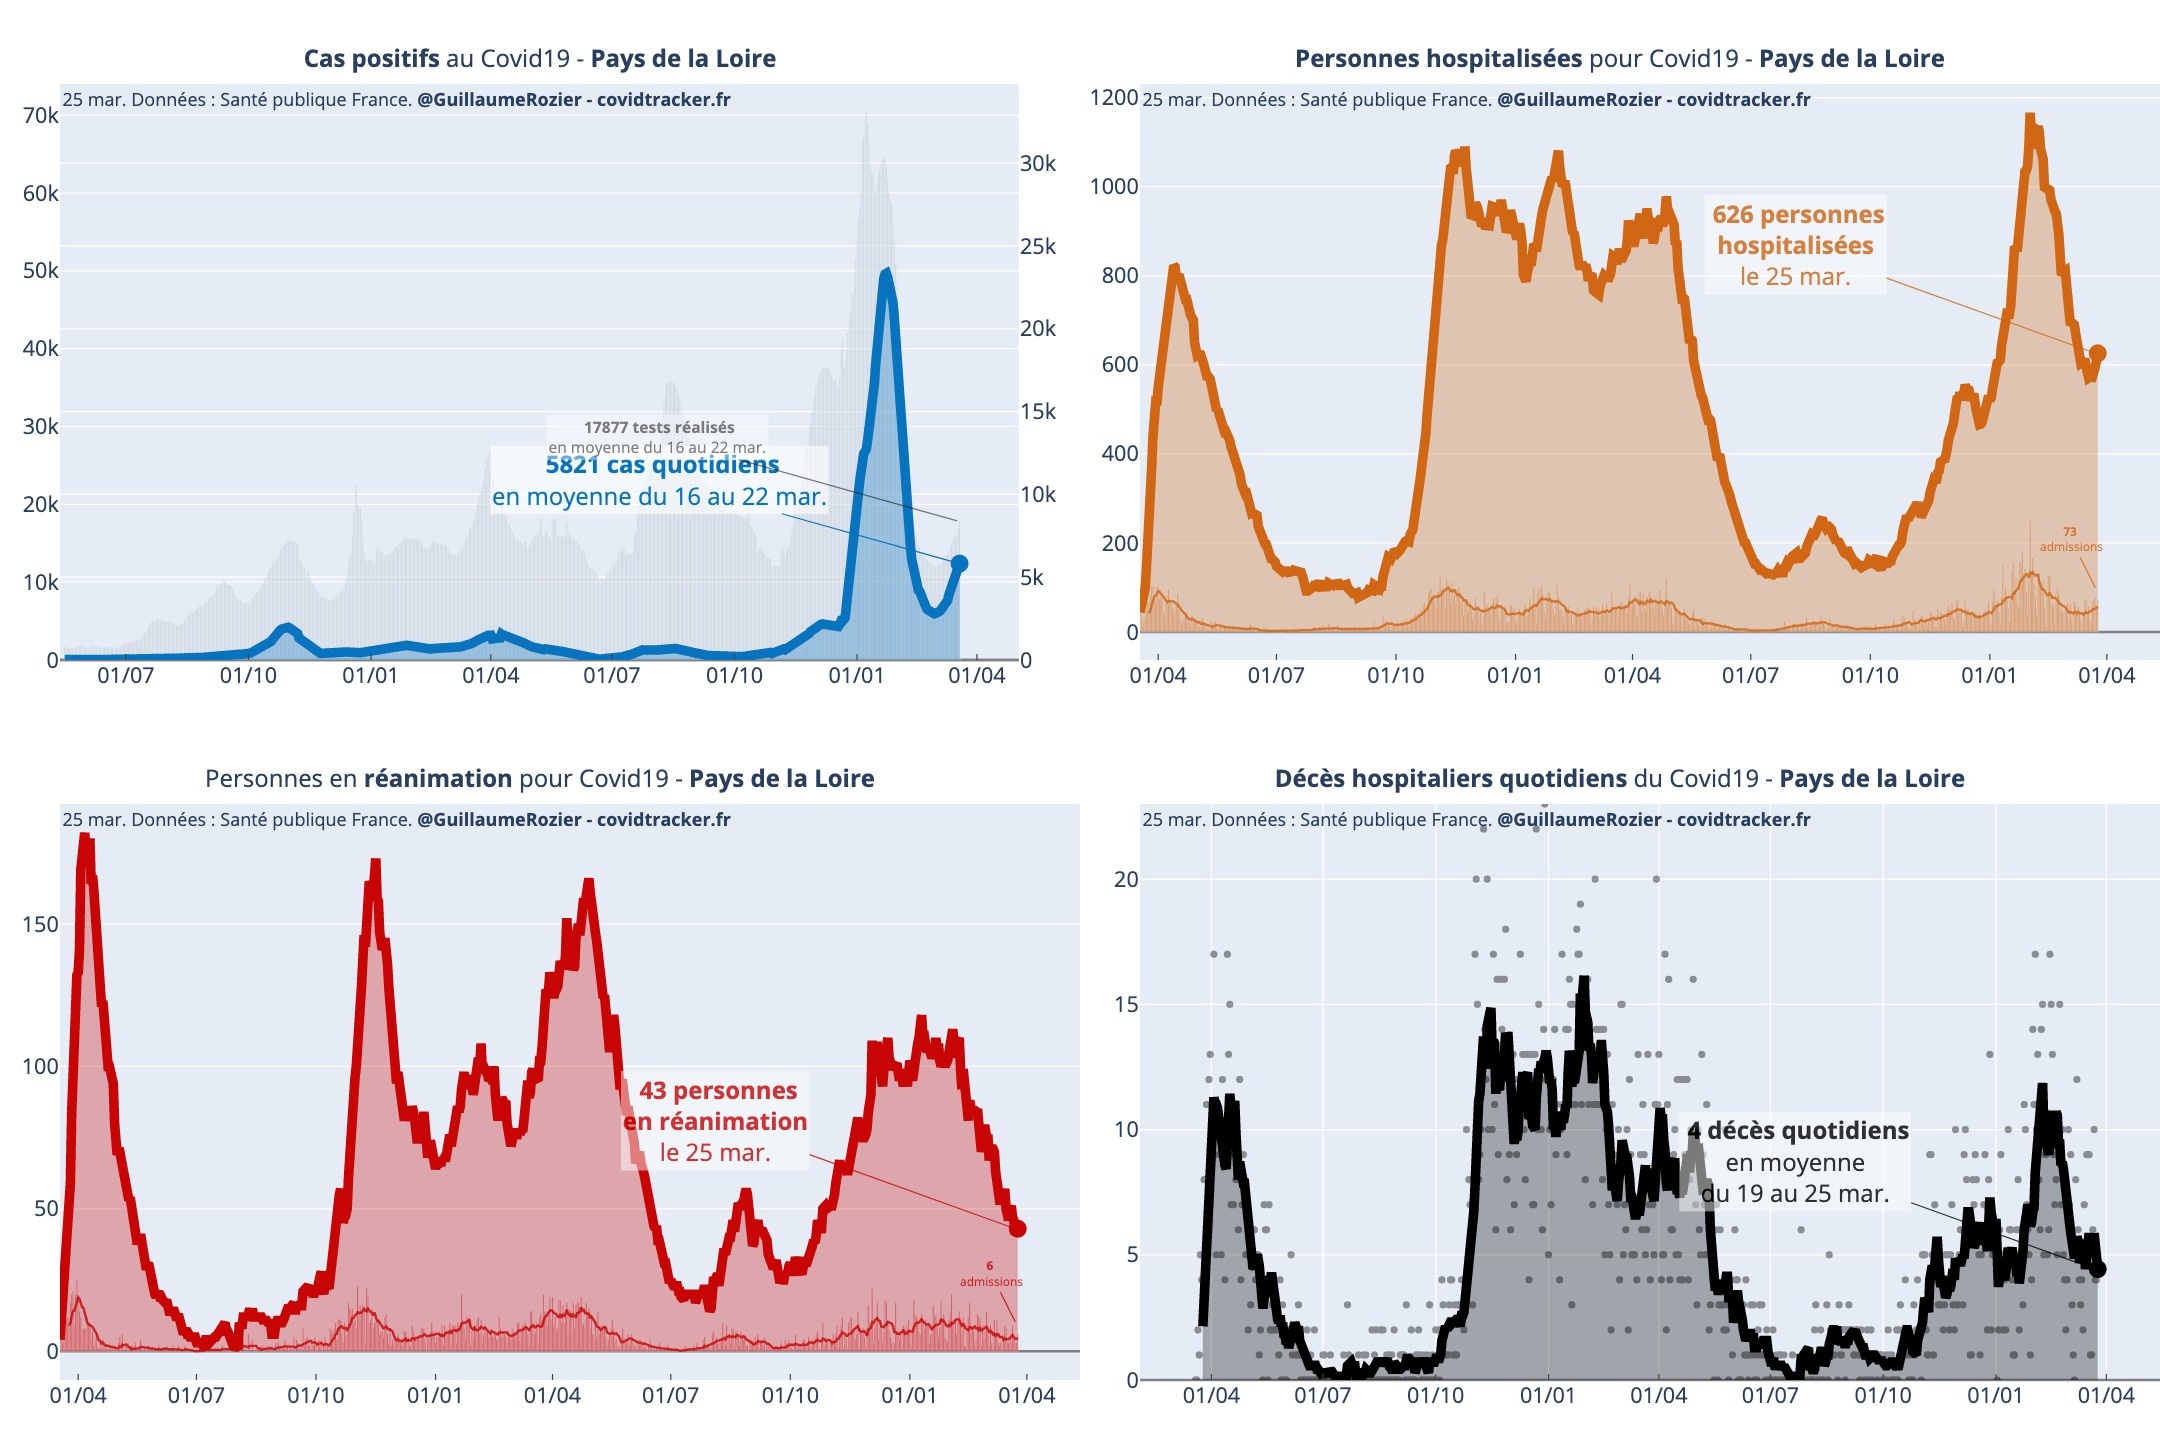 Cas positifs au Covid19 - Pays de la Loire
25 mar. Données : Santé publique France. @GuillaumeRozier - covidtracker.fr
70k
60k
50k
40k
30k
20k
10k
0
30k
25k
20k
15k
10k
5k
0
17877 tests réalisés
en moyenne du 16 au 22 mar.
5821 cas quotidiens
en moyenne du 16 au 22 mar.
01/07 01/10 01/01 01/04 01/07 01/10 01/01 01/04
Personnes hospitalisées pour Covid19 - Pays de la Loire
25 mar. Données : Santé publique France. @GuillaumeRozier - covidtracker.fr
1200
1000
800
600
400
200
0
626 personnes
hospitalisées
le 25 mar.
73
admissions
01/04 01/07 01/10 01/01 01/04 01/07 01/10 01/01 01/04
Personnes en réanimation pour Covid19 - Pays de la Loire
25 mar. Données : Santé publique France. @GuillaumeRozier - covidtracker.fr
150
100
50
0
43 personnes
en réanimation
le 25 mar.
6
admissions
01/04 01/07 01/10 01/01 01/04 01/07 01/10 01/01 01/04
Décès hospitaliers quotidiens du Covid19 - Pays de la Loire
25 mar. Données : Santé publique France. @GuillaumeRozier - covidtracker.fr
20
15
10
5
0
4 décès quotidiens
en moyenne
du 19 au 25 mar.
01/04 01/07 01/10 01/01 01/04 01/07 01/10 01/01 01/04